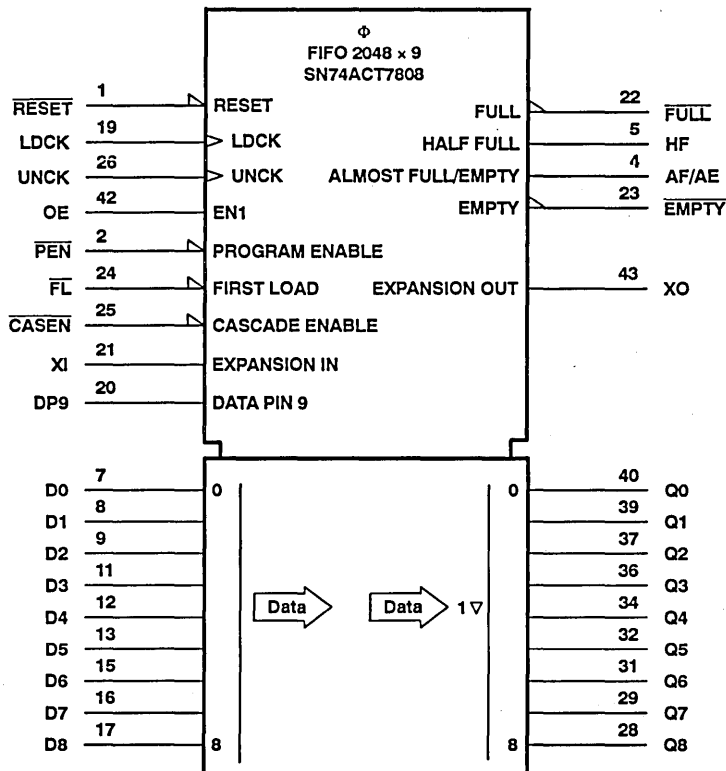 Φ
FIFO 2048 × 9
SN74ACT7808
RESET 1 RESET FULL 22 FULL
LDCK 19 LDCK HALF FULL 5 HF
UNCK 26 UNCK ALMOST FULL/EMPTY 4 AF/AE
OE 42 EN1 EMPTY 23 EMPTY
PEN 2 PROGRAM ENABLE
FL 24 FIRST LOAD EXPANSION OUT 43 XO
CASEN 25 CASCADE ENABLE
XI 21 EXPANSION IN
DP9 20 DATA PIN 9
D0 7 0 0 40 Q0
D1 8 39 Q1
D2 9 37 Q2
D3 11 36 Q3
D4 12 Data Data 1 ▽ 34 Q4
D5 13 32 Q5
D6 15 31 Q6
D7 16 29 Q7
D8 17 8 8 28 Q8